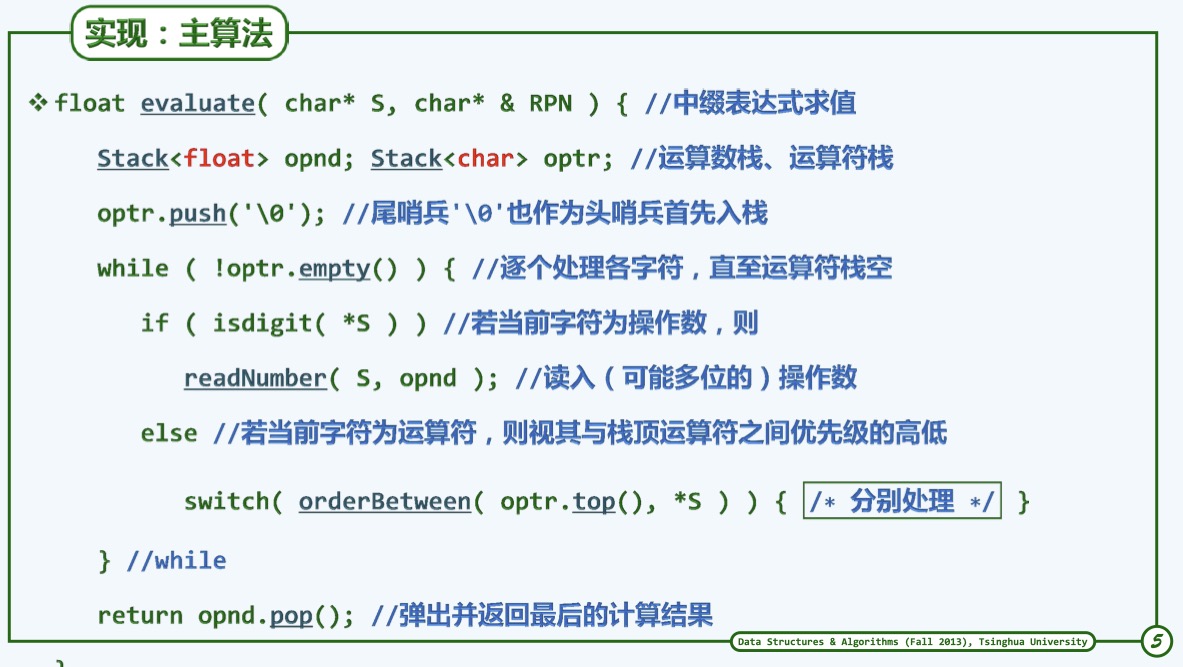 实现：主算法
❖ float evaluate( char* S, char* & RPN ) { //中缀表达式求值
Stack<float> opnd; Stack<char> optr; //运算数栈、运算符栈
optr.push('\0'); //尾哨兵'\0'也作为头哨兵首先入栈
while ( !optr.empty() ) { //逐个处理各字符，直至运算符栈空
if ( isdigit( *S ) ) //若当前字符为操作数，则
readNumber( S, opnd ); //读入（可能多位的）操作数
else //若当前字符为运算符，则视其与栈顶运算符之间优先级的高低
switch( orderBetween( optr.top(), *S ) ) { /* 分别处理 */ }
} //while
return opnd.pop(); //弹出并返回最后的计算结果
Data Structures & Algorithms (Fall 2013), Tsinghua University
5
}